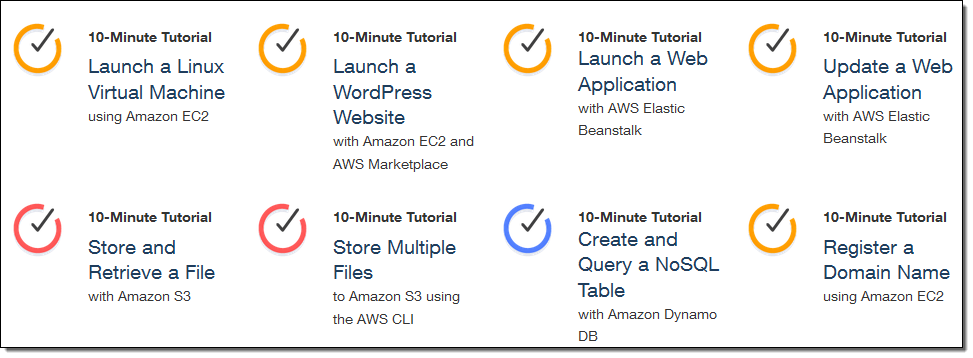 10-Minute Tutorial
Launch a Linux
Virtual Machine
using Amazon EC2
10-Minute Tutorial
Launch a
WordPress
Website
with Amazon EC2 and
AWS Marketplace
10-Minute Tutorial
Launch a Web
Application
with AWS Elastic
Beanstalk
10-Minute Tutorial
Update a Web
Application
with AWS Elastic
Beanstalk
10-Minute Tutorial
Store and
Retrieve a File
with Amazon S3
10-Minute Tutorial
Store Multiple
Files
to Amazon S3 using
the AWS CLI
10-Minute Tutorial
Create and
Query a NoSQL
Table
with Amazon Dynamo
DB
10-Minute Tutorial
Register a
Domain Name
using Amazon EC2